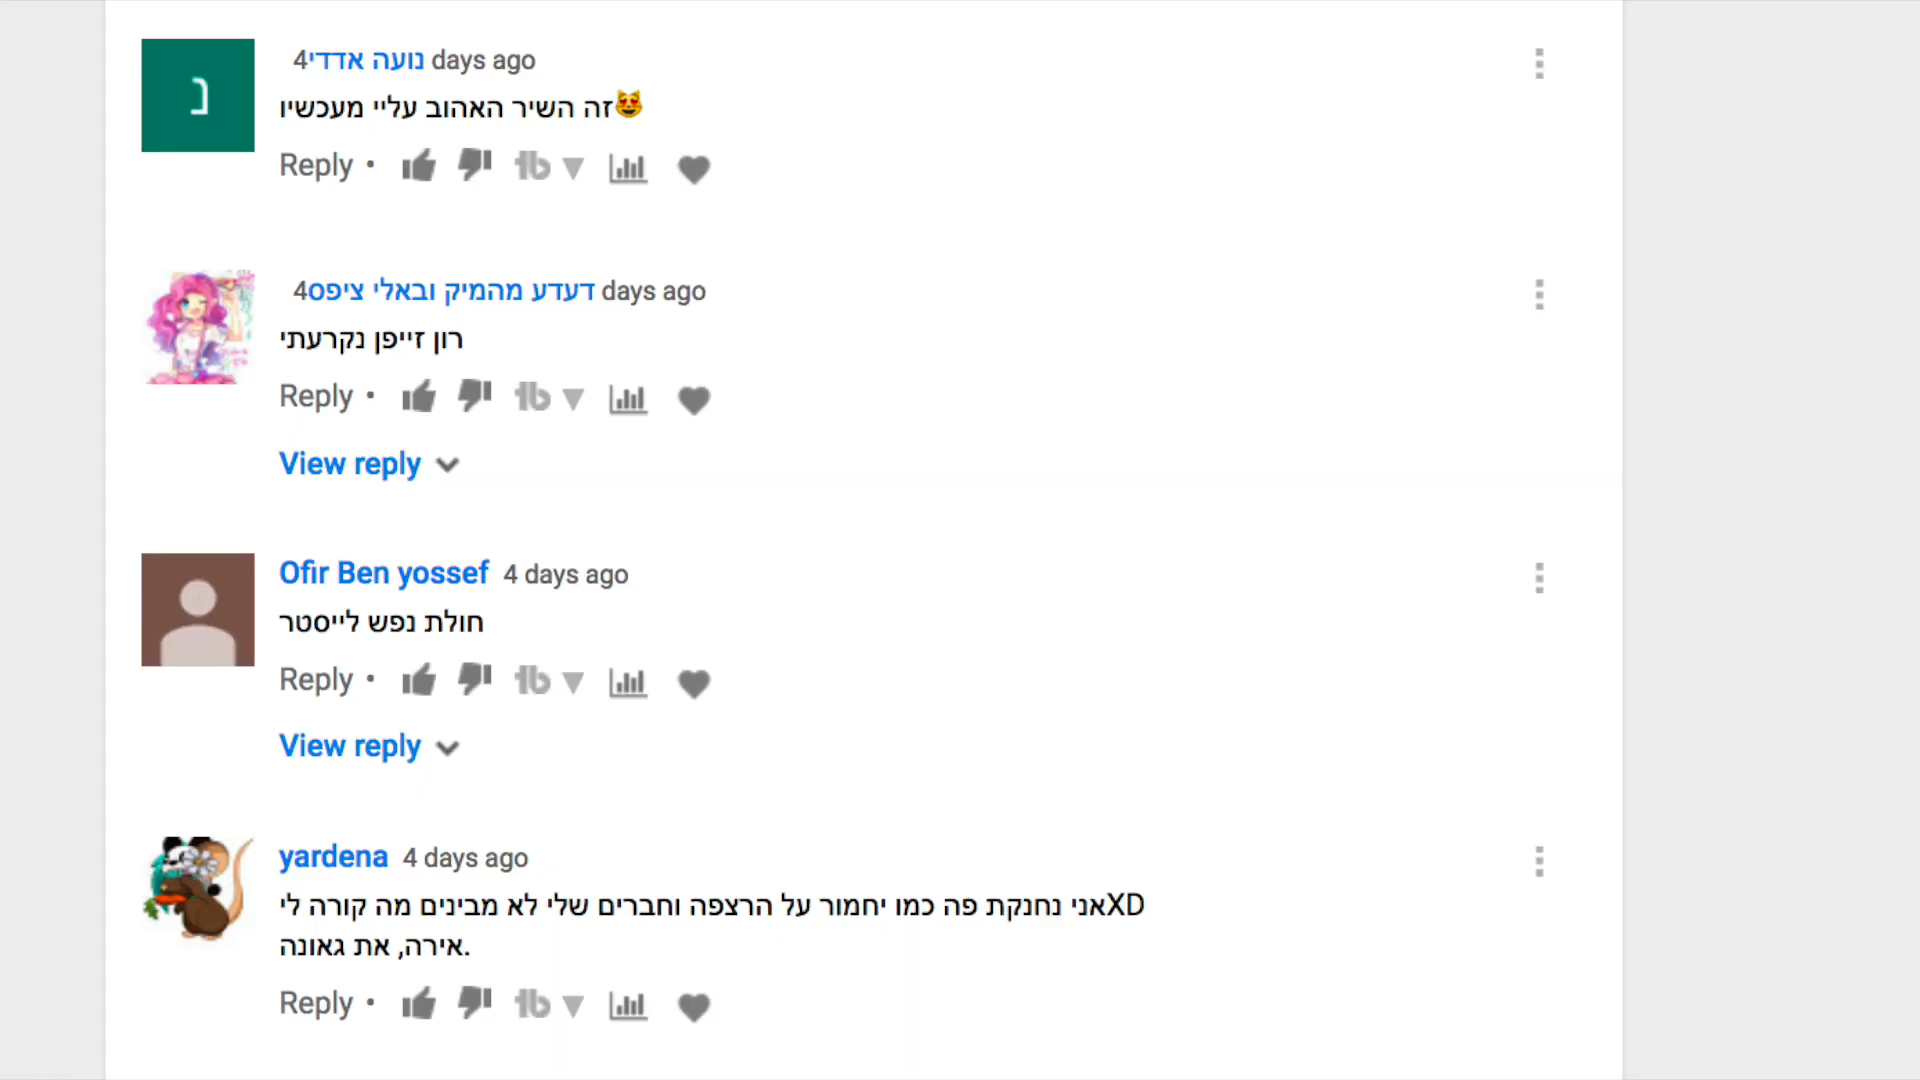 נ
נועה אדדי 4 days ago
זה השיר האהוב עליי מעכשיו😻
Reply •
דעדע מהמיק ובאלי ציפס 4 days ago
רון זייפן נקרעתי
Reply •
View reply
Ofir Ben yossef 4 days ago
חולת נפש לייסטר
Reply •
View reply
yardena 4 days ago
אני נחנקת פה כמו יחמור על הרצפה וחברים שלי לא מבינים מה קורה ליXD
אירה, את גאונה.
Reply •